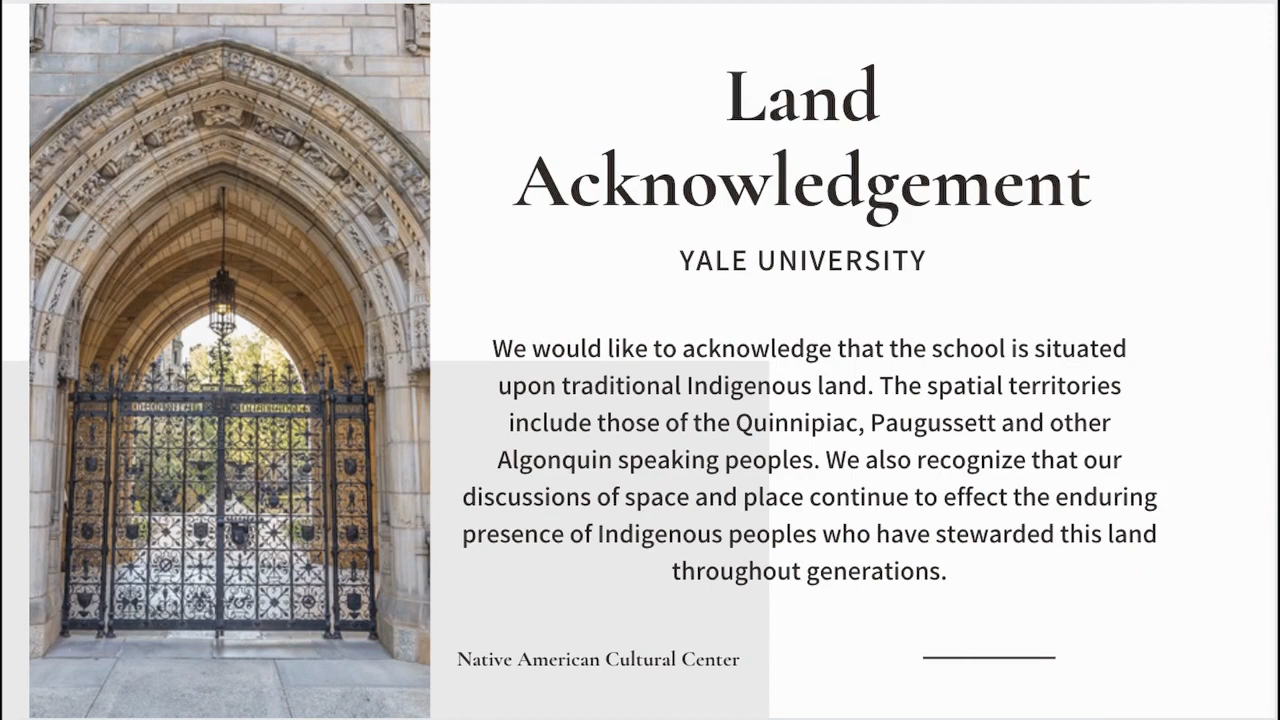 Land
Acknowledgement
YALE UNIVERSITY
We would like to acknowledge that the school is situated
upon traditional Indigenous land. The spatial territories
include those of the Quinnipiac, Paugussett and other
Algonquin speaking peoples. We also recognize that our
discussions of space and place continue to effect the enduring
presence of Indigenous peoples who have stewarded this land
throughout generations.
Native American Cultural Center